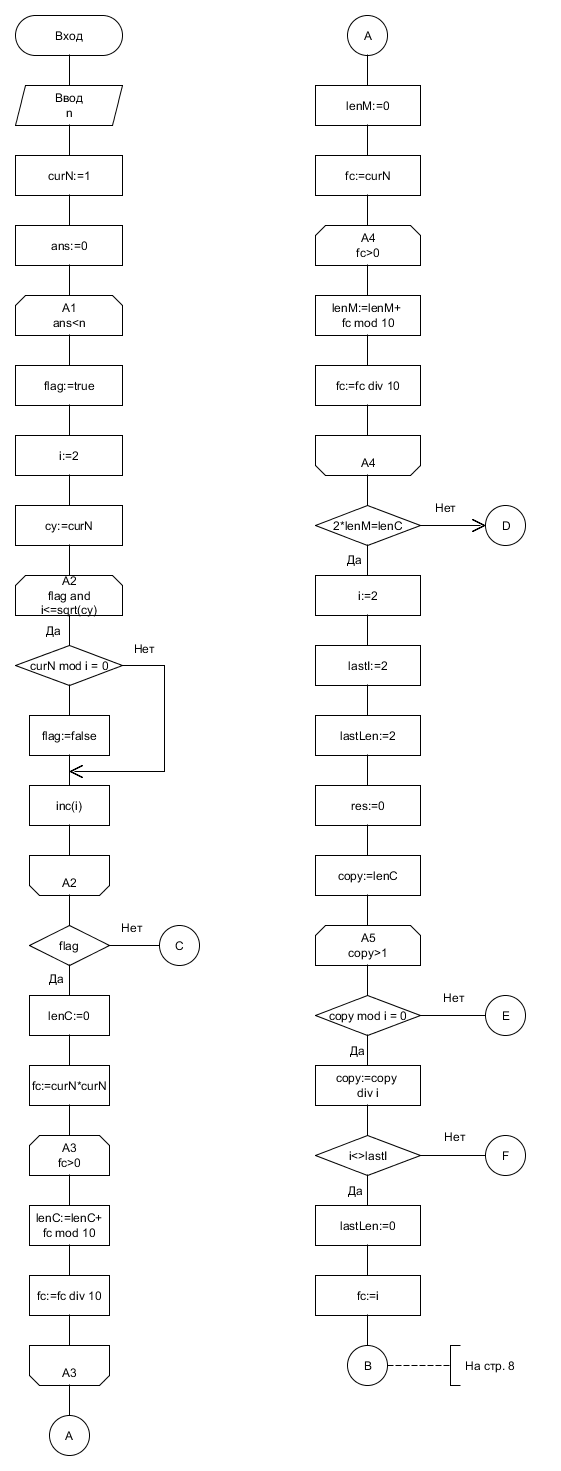 Вход
Ввод
n
curN:=1
ans:=0
A1
ans<n
flag:=true
i:=2
cy:=curN
A2
flag and
i<=sqrt(cy)
Да
curN mod i = 0
Нет
flag:=false
inc(i)
A2
flag
Нет
C
Да
lenC:=0
fc:=curN*curN
A3
fc>0
lenC:=lenC+
fc mod 10
fc:=fc div 10
A3
A
A
lenM:=0
fc:=curN
A4
fc>0
lenM:=lenM+
fc mod 10
fc:=fc div 10
A4
2*lenM=lenC
Нет
D
Да
i:=2
lastI:=2
lastLen:=2
res:=0
copy:=lenC
A5
copy>1
copy mod i = 0
Нет
E
Да
copy:=copy
div i
i<>lastI
Нет
F
Да
lastLen:=0
fc:=i
B
На стр. 8